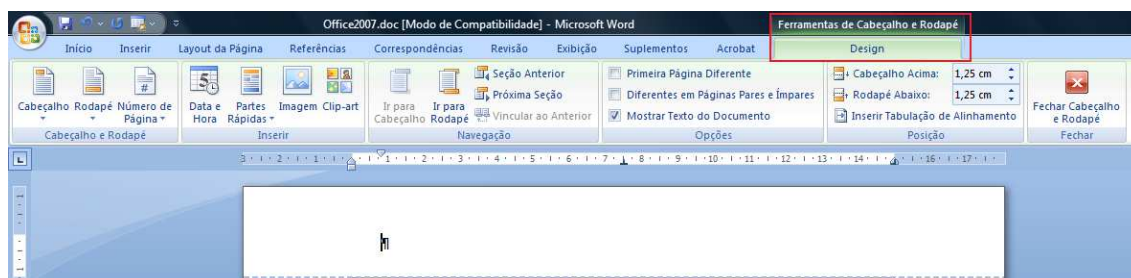 Office2007.doc [Modo de Compatibilidade] - Microsoft Word
Ferramentas de Cabeçalho e Rodapé
Início Inserir Layout da Página Referências Correspondências Revisão Exibição Suplementos Acrobat Design
Cabeçalho
Rodapé
Número de Página
Cabeçalho e Rodapé
Data e Hora
Partes Rápidas
Imagem
Clip-art
Inserir
Ir para Cabeçalho
Ir para Rodapé
Seção Anterior
Próxima Seção
Vincular ao Anterior
Navegação
Primeira Página Diferente
Diferentes em Páginas Pares e Ímpares
Mostrar Texto do Documento
Opções
Cabeçalho Acima: 1,25 cm
Rodapé Abaixo: 1,25 cm
Inserir Tabulação de Alinhamento
Posição
Fechar Cabeçalho e Rodapé
Fechar
3 2 1 1 2 3 4 5 6 7 8 9 10 11 12 13 14 16 17
¶